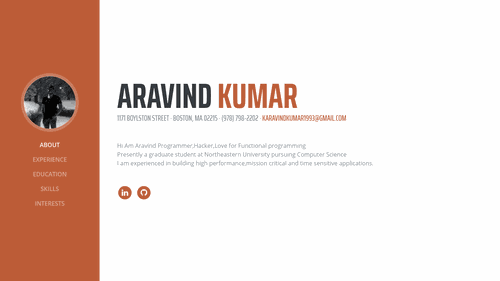 ABOUT
EXPERIENCE
EDUCATION
SKILLS
INTERESTS
ARAVIND KUMAR
1171 BOYLSTON STREET · BOSTON, MA 02215 · (978) 798-2202 · KARAVINDKUMAR1993@GMAIL.COM
Hi Am Aravind Programmer,Hacker,Love for Functional programming
Presently a graduate student at Northeastern University pursuing Computer Science
I am experienced in building high performance,mission critical and time sensitive applications.
in